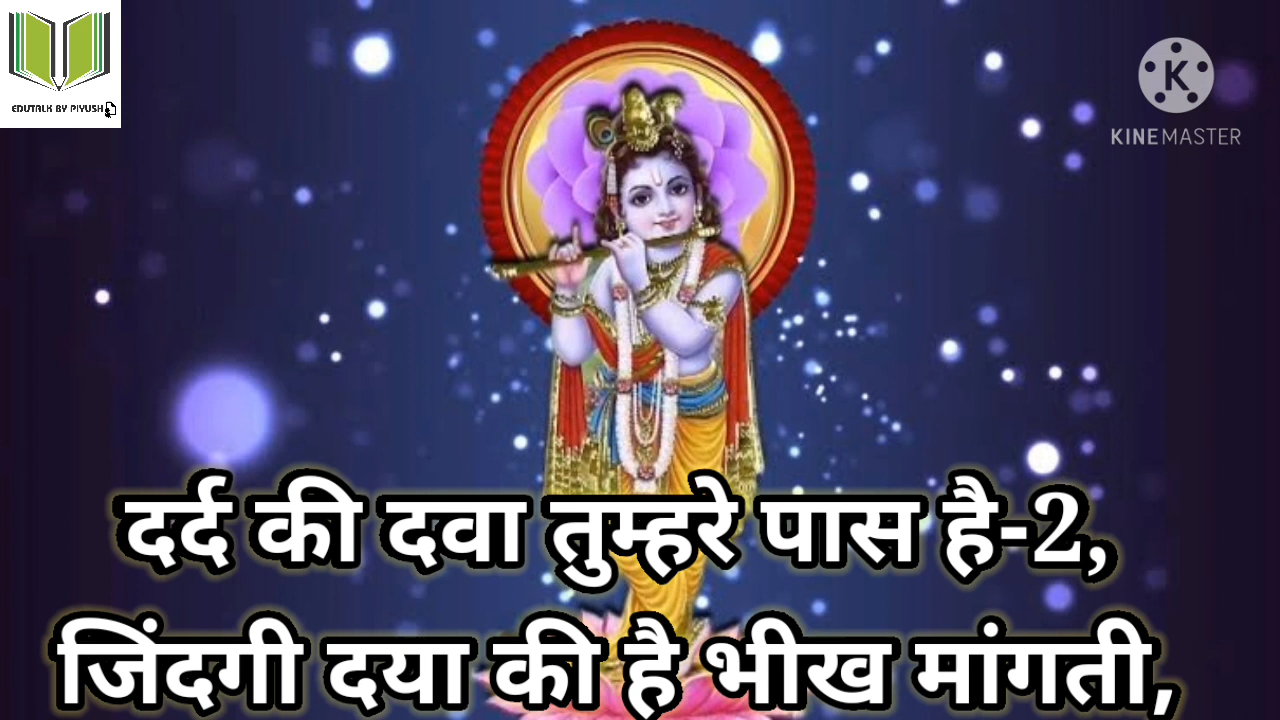 EDUTALK BY PIYUSH
K
KINEMASTER
दर्द की दवा तुम्हरे पास है-2,
जिंदगी दया की है भीख मांगती,